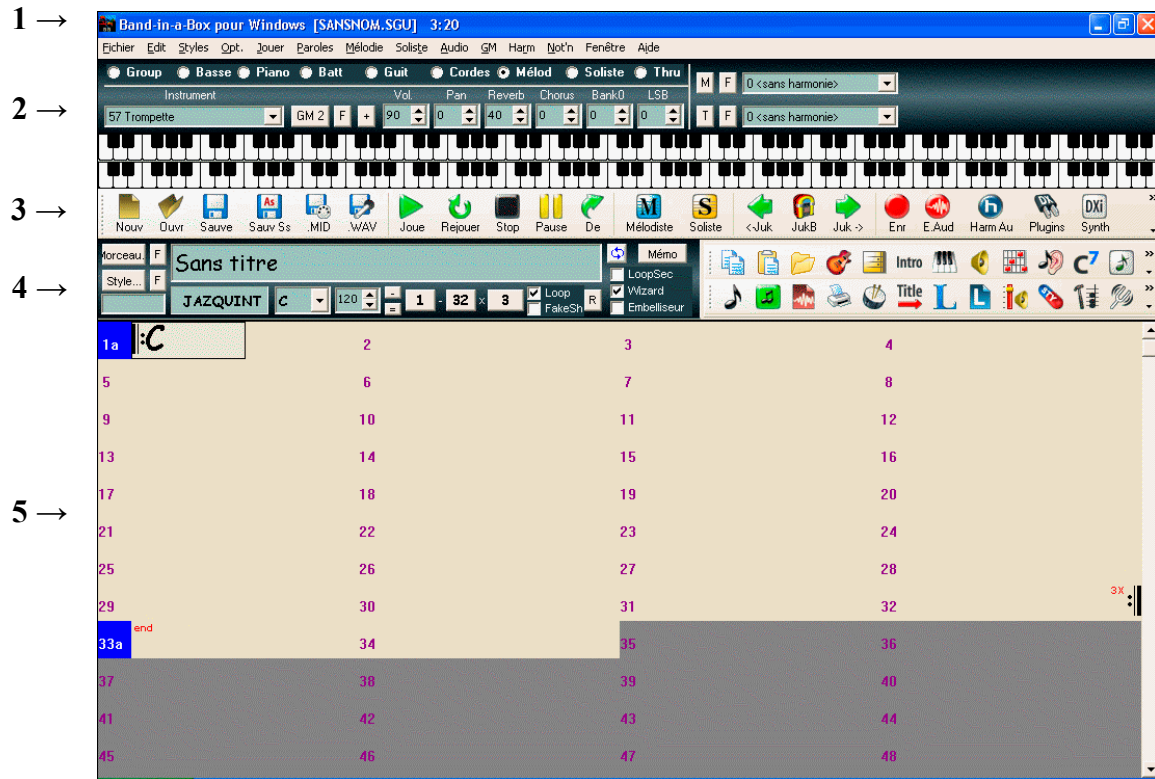 1 →
Band-in-a-Box pour Windows [SANSNOM.SGU] 3:20
Fichier Edit Styles Opt. Jouer Paroles Mélodie Soliste Audio GM Harm Not'n Fenêtre Aide
Group Basse Piano Batt Guit Cordes Mélod Soliste Thru
M F 0 <sans harmonie>
2 →
Instrument Vol. Pan Reverb Chorus Bank0 LSB
57 Trompette GM 2 F + 90 0 40 0 0 0 T F 0 <sans harmonie>
3 →
As M S DXi
Nouv Ouvr Sauve Sauv Ss .MID .WAV Joue Rejouer Stop Pause De Mélodiste Soliste <-Juk JukB Juk -> Enr E.Aud Harm Au Plugins Synth
4 →
Morceau. F Sans titre Mémo
LoopSec
Intro C7
Style... F
JAZQUINT C 120 - = 1 - 32 x 3 Loop R Wizard
FakeSh Embelliseur
Title L L
5 →
1a C 2 3 4
5 6 7 8
9 10 11 12
13 14 15 16
17 18 19 20
21 22 23 24
25 26 27 28
29 30 31 32 3X
end
33a 34 35 36
37 38 39 40
41 42 43 44
45 46 47 48